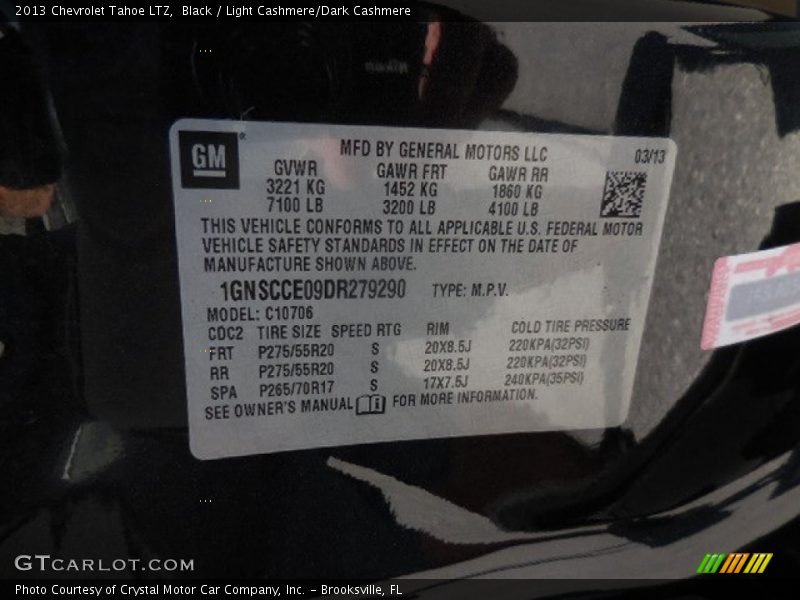 2013 Chevrolet Tahoe LTZ,  Black / Light Cashmere/Dark Cashmere
GM
MFD BY GENERAL MOTORS LLC
03/13
GVWR GAWR FRT GAWR RR
3221 KG 1452 KG 1860 KG
7100 LB 3200 LB 4100 LB
THIS VEHICLE CONFORMS TO ALL APPLICABLE U.S. FEDERAL MOTOR
VEHICLE SAFETY STANDARDS IN EFFECT ON THE DATE OF
MANUFACTURE SHOWN ABOVE.
1GNSCCE09DR279290 TYPE: M.P.V.
MODEL: C10706
CDC2 TIRE SIZE SPEED RTG RIM COLD TIRE PRESSURE
FRT P275/55R20 S 20X8.5J 220KPA(32PSI)
RR P275/55R20 S 20X8.5J 220KPA(32PSI)
SPA P265/70R17 S 17X7.5J 240KPA(35PSI)
SEE OWNER'S MANUAL FOR MORE INFORMATION.
GTCARLOT.COM
Photo Courtesy of Crystal Motor Car Company, Inc. – Brooksville, FL